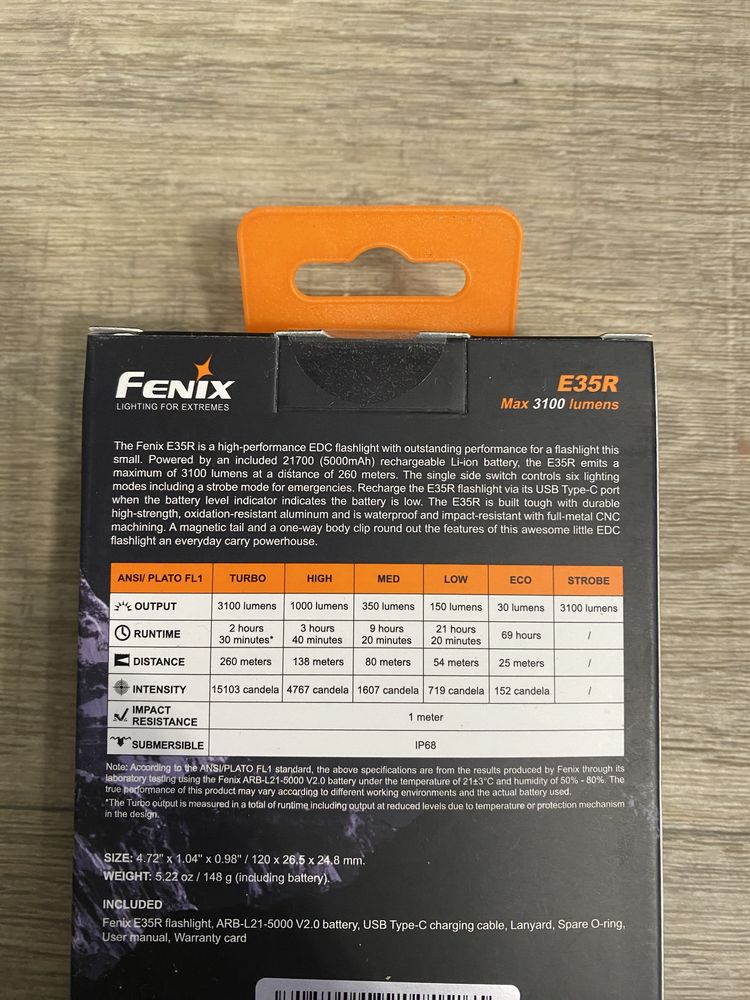 FENIX
LIGHTING FOR EXTREMES
E35R
Max 3100 lumens
The Fenix E35R is a high-performance EDC flashlight with outstanding performance for a flashlight this
small. Powered by an included 21700 (5000mAh) rechargeable Li-ion battery, the E35R emits a
maximum of 3100 lumens at a distance of 260 meters. The single side switch controls six lighting
modes including a strobe mode for emergencies. Recharge the E35R flashlight via its USB Type-C port
when the battery level indicator indicates the battery is low. The E35R is built tough with durable
high-strength, oxidation-resistant aluminum and is waterproof and impact-resistant with full-metal CNC
machining. A magnetic tail and a one-way body clip round out the features of this awesome little EDC
flashlight an everyday carry powerhouse.
ANSI/ PLATO FL1 TURBO HIGH MED LOW ECO STROBE
OUTPUT 3100 lumens 1000 lumens 350 lumens 150 lumens 30 lumens 3100 lumens
RUNTIME 2 hours 30 minutes* 3 hours 40 minutes 9 hours 20 minutes 21 hours 20 minutes 69 hours /
DISTANCE 260 meters 138 meters 80 meters 54 meters 25 meters /
INTENSITY 15103 candela 4767 candela 1607 candela 719 candela 152 candela /
IMPACT RESISTANCE 1 meter
SUBMERSIBLE IP68
Note: According to the ANSI/PLATO FL1 standard, the above specifications are from the results produced by Fenix through its
laboratory testing using the Fenix ARB-L21-5000 V2.0 battery under the temperature of 21±3°C and humidity of 50% - 80%. The
true performance of this product may vary according to different working environments and the actual battery used.
*The Turbo output is measured in a total of runtime including output at reduced levels due to temperature or protection mechanism
in the design.
SIZE: 4.72" x 1.04" x 0.98" / 120 x 26.5 x 24.8 mm.
WEIGHT: 5.22 oz / 148 g (including battery).
INCLUDED
Fenix E35R flashlight, ARB-L21-5000 V2.0 battery, USB Type-C charging cable, Lanyard, Spare O-ring,
User manual, Warranty card